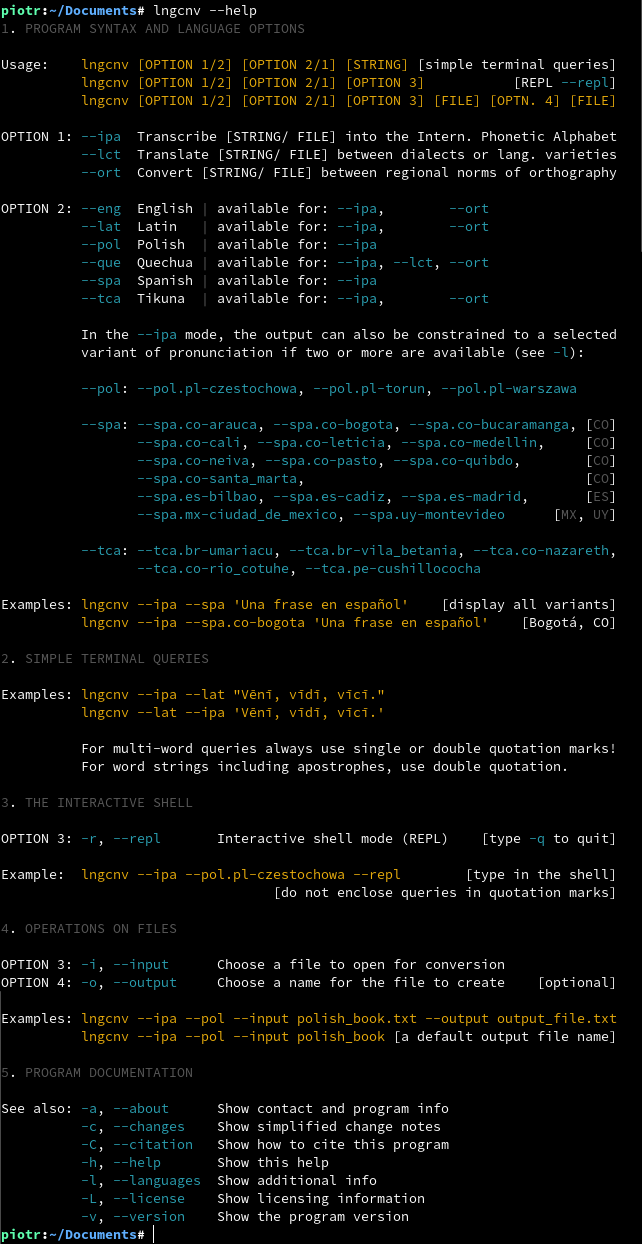 piotr:~/Documents# lngcnv --help
1. PROGRAM SYNTAX AND LANGUAGE OPTIONS
Usage:    lngcnv [OPTION 1/2] [OPTION 2/1] [STRING] [simple terminal queries]
          lngcnv [OPTION 1/2] [OPTION 2/1] [OPTION 3]           [REPL --repl]
          lngcnv [OPTION 1/2] [OPTION 2/1] [OPTION 3] [FILE] [OPTN. 4] [FILE]
OPTION 1: --ipa  Transcribe [STRING/ FILE] into the Intern. Phonetic Alphabet
          --lct  Translate [STRING/ FILE] between dialects or lang. varieties
          --ort  Convert [STRING/ FILE] between regional norms of orthography
OPTION 2: --eng  English | available for: --ipa,        --ort
          --lat  Latin   | available for: --ipa,        --ort
          --pol  Polish  | available for: --ipa
          --que  Quechua | available for: --ipa, --lct, --ort
          --spa  Spanish | available for: --ipa
          --tca  Tikuna  | available for: --ipa,        --ort
          In the --ipa mode, the output can also be constrained to a selected
          variant of pronunciation if two or more are available (see -l):
          --pol: --pol.pl-czestochowa, --pol.pl-torun, --pol.pl-warszawa
          --spa: --spa.co-arauca, --spa.co-bogota, --spa.co-bucaramanga, [CO]
                 --spa.co-cali, --spa.co-leticia, --spa.co-medellin,     [CO]
                 --spa.co-neiva, --spa.co-pasto, --spa.co-quibdo,        [CO]
                 --spa.co-santa_marta,                                   [CO]
                 --spa.es-bilbao, --spa.es-cadiz, --spa.es-madrid,       [ES]
                 --spa.mx-ciudad_de_mexico, --spa.uy-montevideo      [MX, UY]
          --tca: --tca.br-umariacu, --tca.br-vila_betania, --tca.co-nazareth,
                 --tca.co-rio_cotuhe, --tca.pe-cushillococha
Examples: lngcnv --ipa --spa 'Una frase en español'    [display all variants]
          lngcnv --ipa --spa.co-bogota 'Una frase en español'    [Bogotá, CO]
2. SIMPLE TERMINAL QUERIES
Examples: lngcnv --ipa --lat "Vēnī, vīdī, vīcī."
          lngcnv --lat --ipa 'Vēnī, vīdī, vīcī.'
          For multi-word queries always use single or double quotation marks!
          For word strings including apostrophes, use double quotation.
3. THE INTERACTIVE SHELL
OPTION 3: -r, --repl       Interactive shell mode (REPL)    [type -q to quit]
Example:  lngcnv --ipa --pol.pl-czestochowa --repl        [type in the shell]
                                  [do not enclose queries in quotation marks]
4. OPERATIONS ON FILES
OPTION 3: -i, --input      Choose a file to open for conversion
OPTION 4: -o, --output     Choose a name for the file to create    [optional]
Examples: lngcnv --ipa --pol --input polish_book.txt --output output_file.txt
          lngcnv --ipa --pol --input polish_book [a default output file name]
5. PROGRAM DOCUMENTATION
See also: -a, --about      Show contact and program info
          -c, --changes    Show simplified change notes
          -C, --citation   Show how to cite this program
          -h, --help       Show this help
          -l, --languages  Show additional info
          -L, --license    Show licensing information
          -v, --version    Show the program version
piotr:~/Documents#